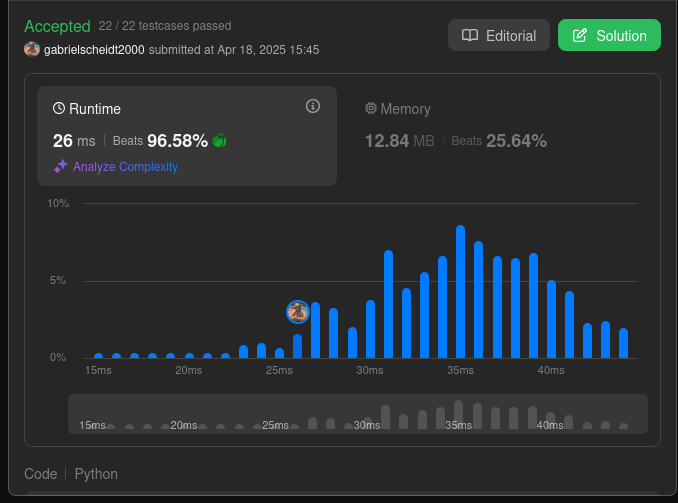 Accepted 22 / 22 testcases passed
gabrielscheidt2000 submitted at Apr 18, 2025 15:45
Editorial
Solution
Runtime
26 ms | Beats 96.58%
Analyze Complexity
Memory
12.84 MB | Beats 25.64%
10%
5%
0%
15ms 20ms 25ms 30ms 35ms 40ms
15ms 20ms 25ms 30ms 35ms 40ms
Code | Python